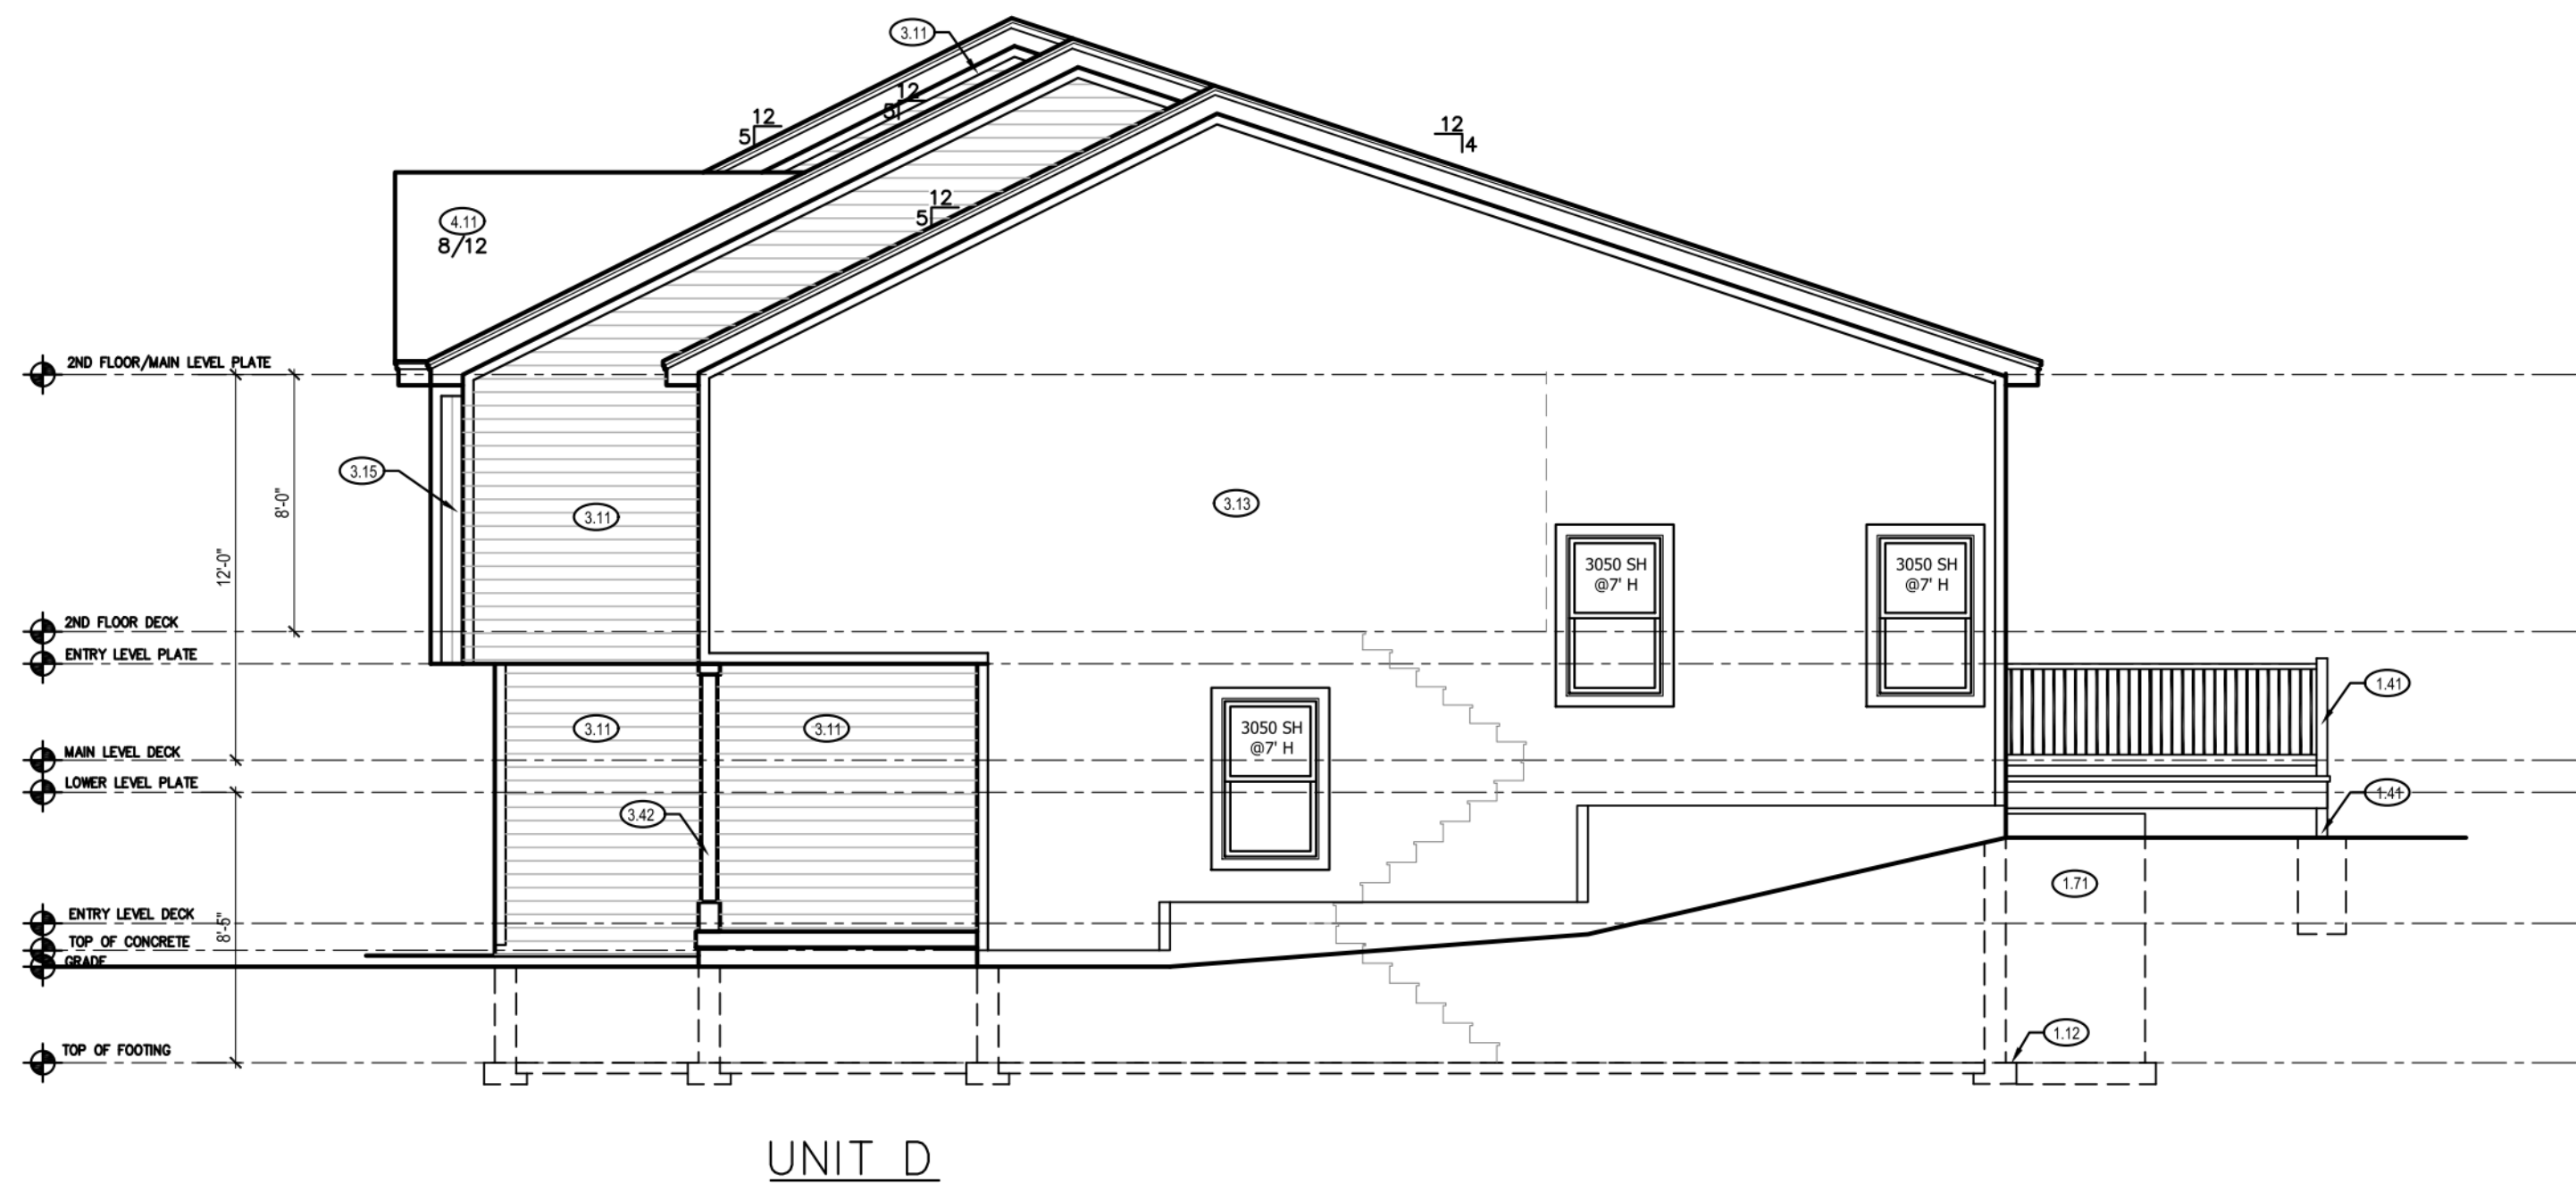 3.11
12
5
12
5
12
4
12
5
4.11
8/12
2ND FLOOR/MAIN LEVEL PLATE
3.15
8'-0"
3.11
3.13
12'-0"
3050 SH
@7' H
3050 SH
@7' H
2ND FLOOR DECK
ENTRY LEVEL PLATE
1.41
3.11
3.11
3050 SH
@7' H
MAIN LEVEL DECK
LOWER LEVEL PLATE
1.41
3.42
1.71
ENTRY LEVEL DECK
TOP OF CONCRETE
GRADE
1.12
TOP OF FOOTING
UNIT D